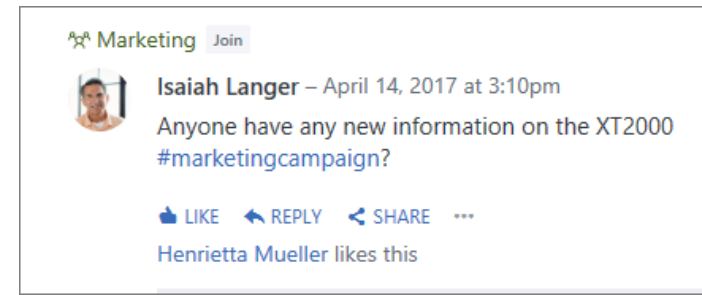 Marketing Join
Isaiah Langer – April 14, 2017 at 3:10pm
Anyone have any new information on the XT2000
#marketingcampaign?
LIKE REPLY SHARE •••
Henrietta Mueller likes this